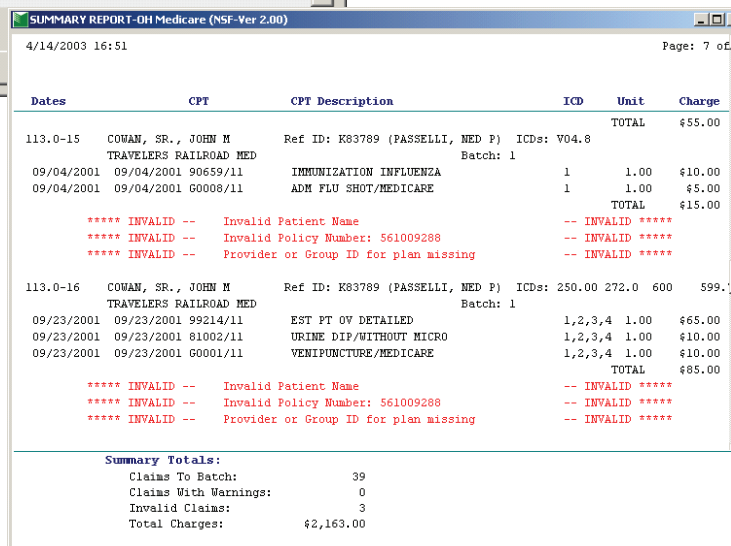 SUMMARY REPORT-OH Medicare (NSF-Ver 2.00)
4/14/2003 16:51 Page: 7 of
Dates CPT CPT Description ICD Unit Charge
TOTAL $55.00
113.0-15 COWAN, SR., JOHN M Ref ID: K83789 (PASSELLI, NED P) ICDs: V04.8
TRAVELERS RAILROAD MED Batch: 1
09/04/2001 09/04/2001 90659/11 IMMUNIZATION INFLUENZA 1 1.00 $10.00
09/04/2001 09/04/2001 G0008/11 ADM FLU SHOT/MEDICARE 1 1.00 $5.00
TOTAL $15.00
***** INVALID -- Invalid Patient Name -- INVALID *****
***** INVALID -- Invalid Policy Number: 561009288 -- INVALID *****
***** INVALID -- Provider or Group ID for plan missing -- INVALID *****
113.0-16 COWAN, SR., JOHN M Ref ID: K83789 (PASSELLI, NED P) ICDs: 250.00 272.0 600 599.
TRAVELERS RAILROAD MED Batch: 1
09/23/2001 09/23/2001 99214/11 EST PT OV DETAILED 1,2,3,4 1.00 $65.00
09/23/2001 09/23/2001 81002/11 URINE DIP/WITHOUT MICRO 1,2,3,4 1.00 $10.00
09/23/2001 09/23/2001 G0001/11 VENIPUNCTURE/MEDICARE 1,2,3,4 1.00 $10.00
TOTAL $85.00
***** INVALID -- Invalid Patient Name -- INVALID *****
***** INVALID -- Invalid Policy Number: 561009288 -- INVALID *****
***** INVALID -- Provider or Group ID for plan missing -- INVALID *****
Summary Totals:
Claims To Batch: 39
Claims With Warnings: 0
Invalid Claims: 3
Total Charges: $2,163.00